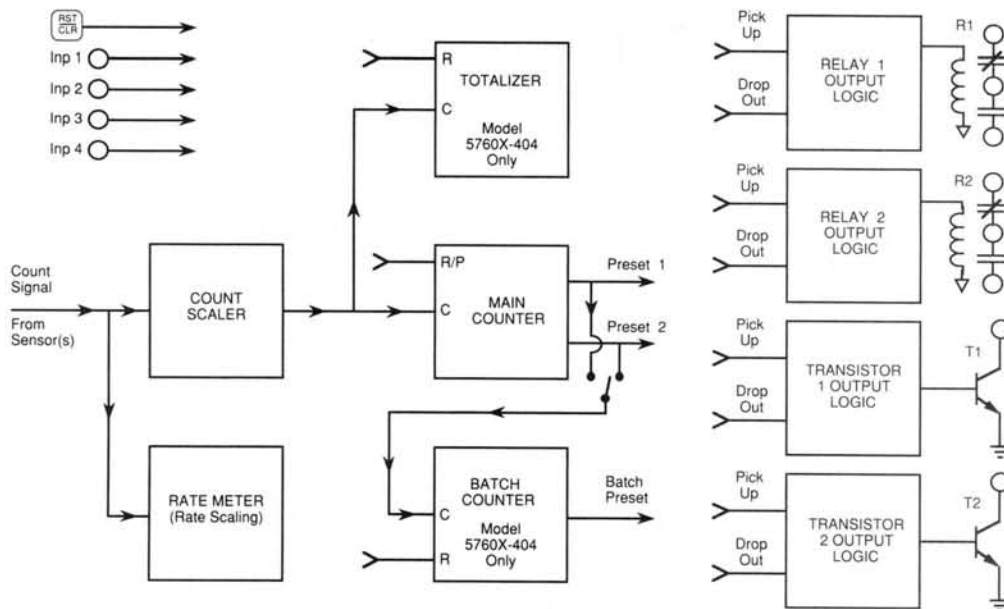 RST
CLR
Inp 1
Inp 2
Inp 3
Inp 4
Count
Signal
From
Sensor(s)
COUNT
SCALER
RATE METER
(Rate Scaling)
R
TOTALIZER
C
Model
5760X-404
Only
R/P
C
MAIN
COUNTER
Preset 1
Preset 2
BATCH
COUNTER
C
Model
5760X-404
Only
R
Batch
Preset
Pick
Up
Drop
Out
RELAY 1
OUTPUT
LOGIC
R1
Pick
Up
Drop
Out
RELAY 2
OUTPUT
LOGIC
R2
Pick
Up
Drop
Out
TRANSISTOR
1 OUTPUT
LOGIC
T1
Pick
Up
Drop
Out
TRANSISTOR
2 OUTPUT
LOGIC
T2